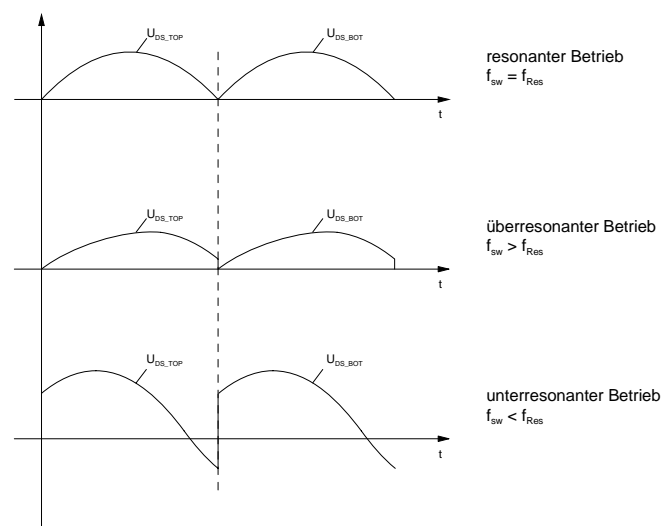 U_DS_TOP
U_DS_BOT
t
resonanter Betrieb
f_sw = f_Res
U_DS_TOP
U_DS_BOT
t
überresonanter Betrieb
f_sw > f_Res
U_DS_TOP
U_DS_BOT
t
unterresonanter Betrieb
f_sw < f_Res